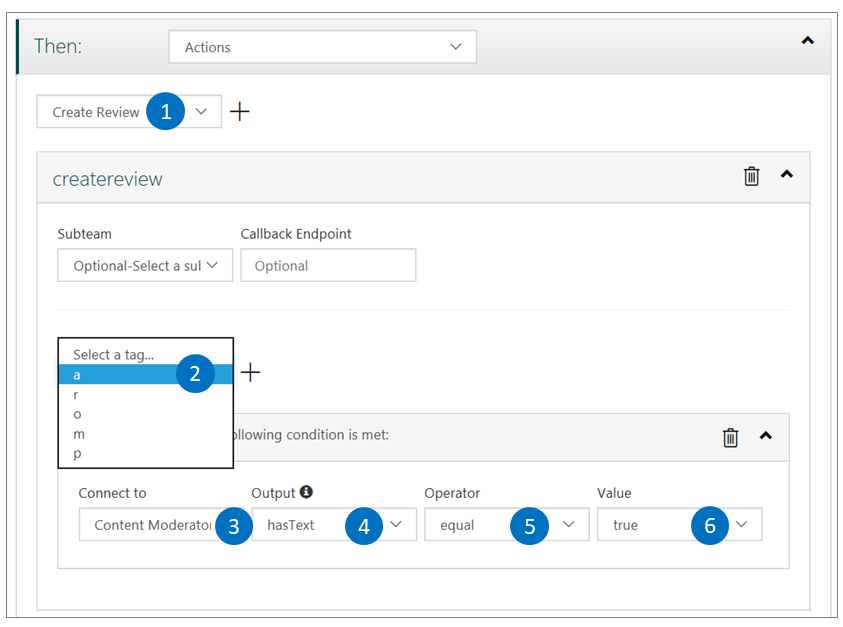 Then:
Actions
Create Review 1
createreview
Subteam Callback Endpoint
Optional-Select a sul Optional
Select a tag...
a 2
r
o
m
p
ollowing condition is met:
Connect to Output Operator Value
Content Moderator 3 hasText 4 equal 5 true 6